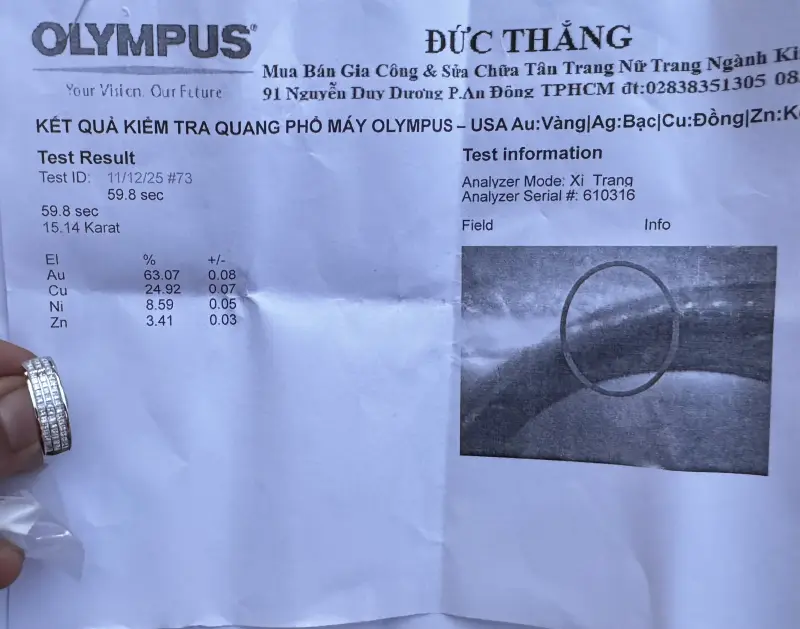 OLYMPUS®
Your Vision, Our Future
ĐỨC THẮNG
Mua Bán Gia Công & Sửa Chữa Tân Trang Nữ Trang Ngành
91 Nguyễn Duy Dương P.An Đông TPHCM đt:02838351305
KẾT QUẢ KIỂM TRA QUANG PHỔ MÁY OLYMPUS – USA Au:Vàng|Ag:Bạc|Cu:Đồng|Zn:
Test Result
Test ID: 11/12/25 #73
59.8 sec
59.8 sec
15.14 Karat
El % +/-
Au 63.07 0.08
Cu 24.92 0.07
Ni 8.59 0.05
Zn 3.41 0.03
Test information
Analyzer Mode: Xi Trang
Analyzer Serial #: 610316
Field Info